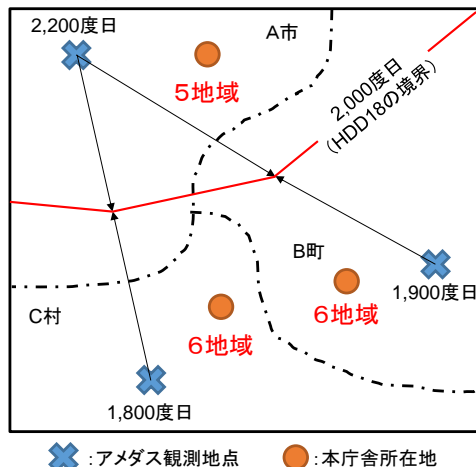 2,200度日
A市
5地域
2,000度日
（HDD18の境界）
B町
1,900度日
C村
6地域
6地域
1,800度日
：アメダス観測地点
：本庁舎所在地